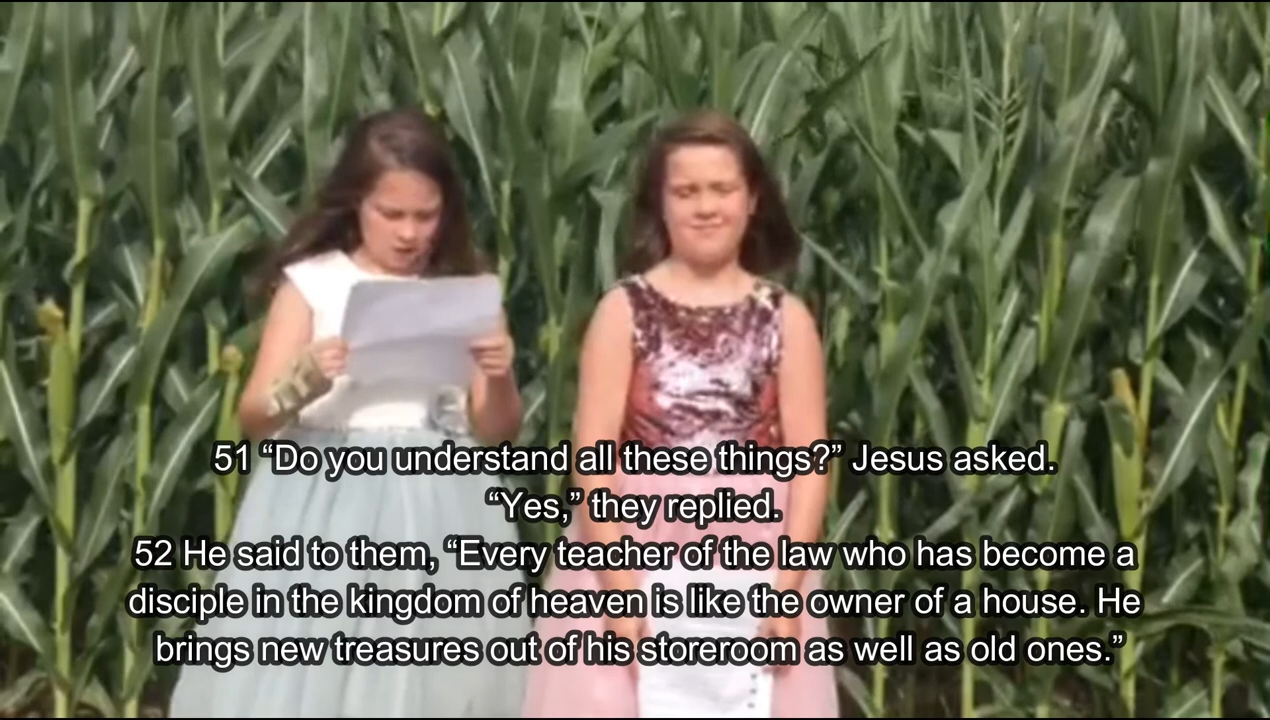 51 “Do you understand all these things?” Jesus asked.
“Yes,” they replied.
52 He said to them, “Every teacher of the law who has become a
disciple in the kingdom of heaven is like the owner of a house. He
brings new treasures out of his storeroom as well as old ones.”